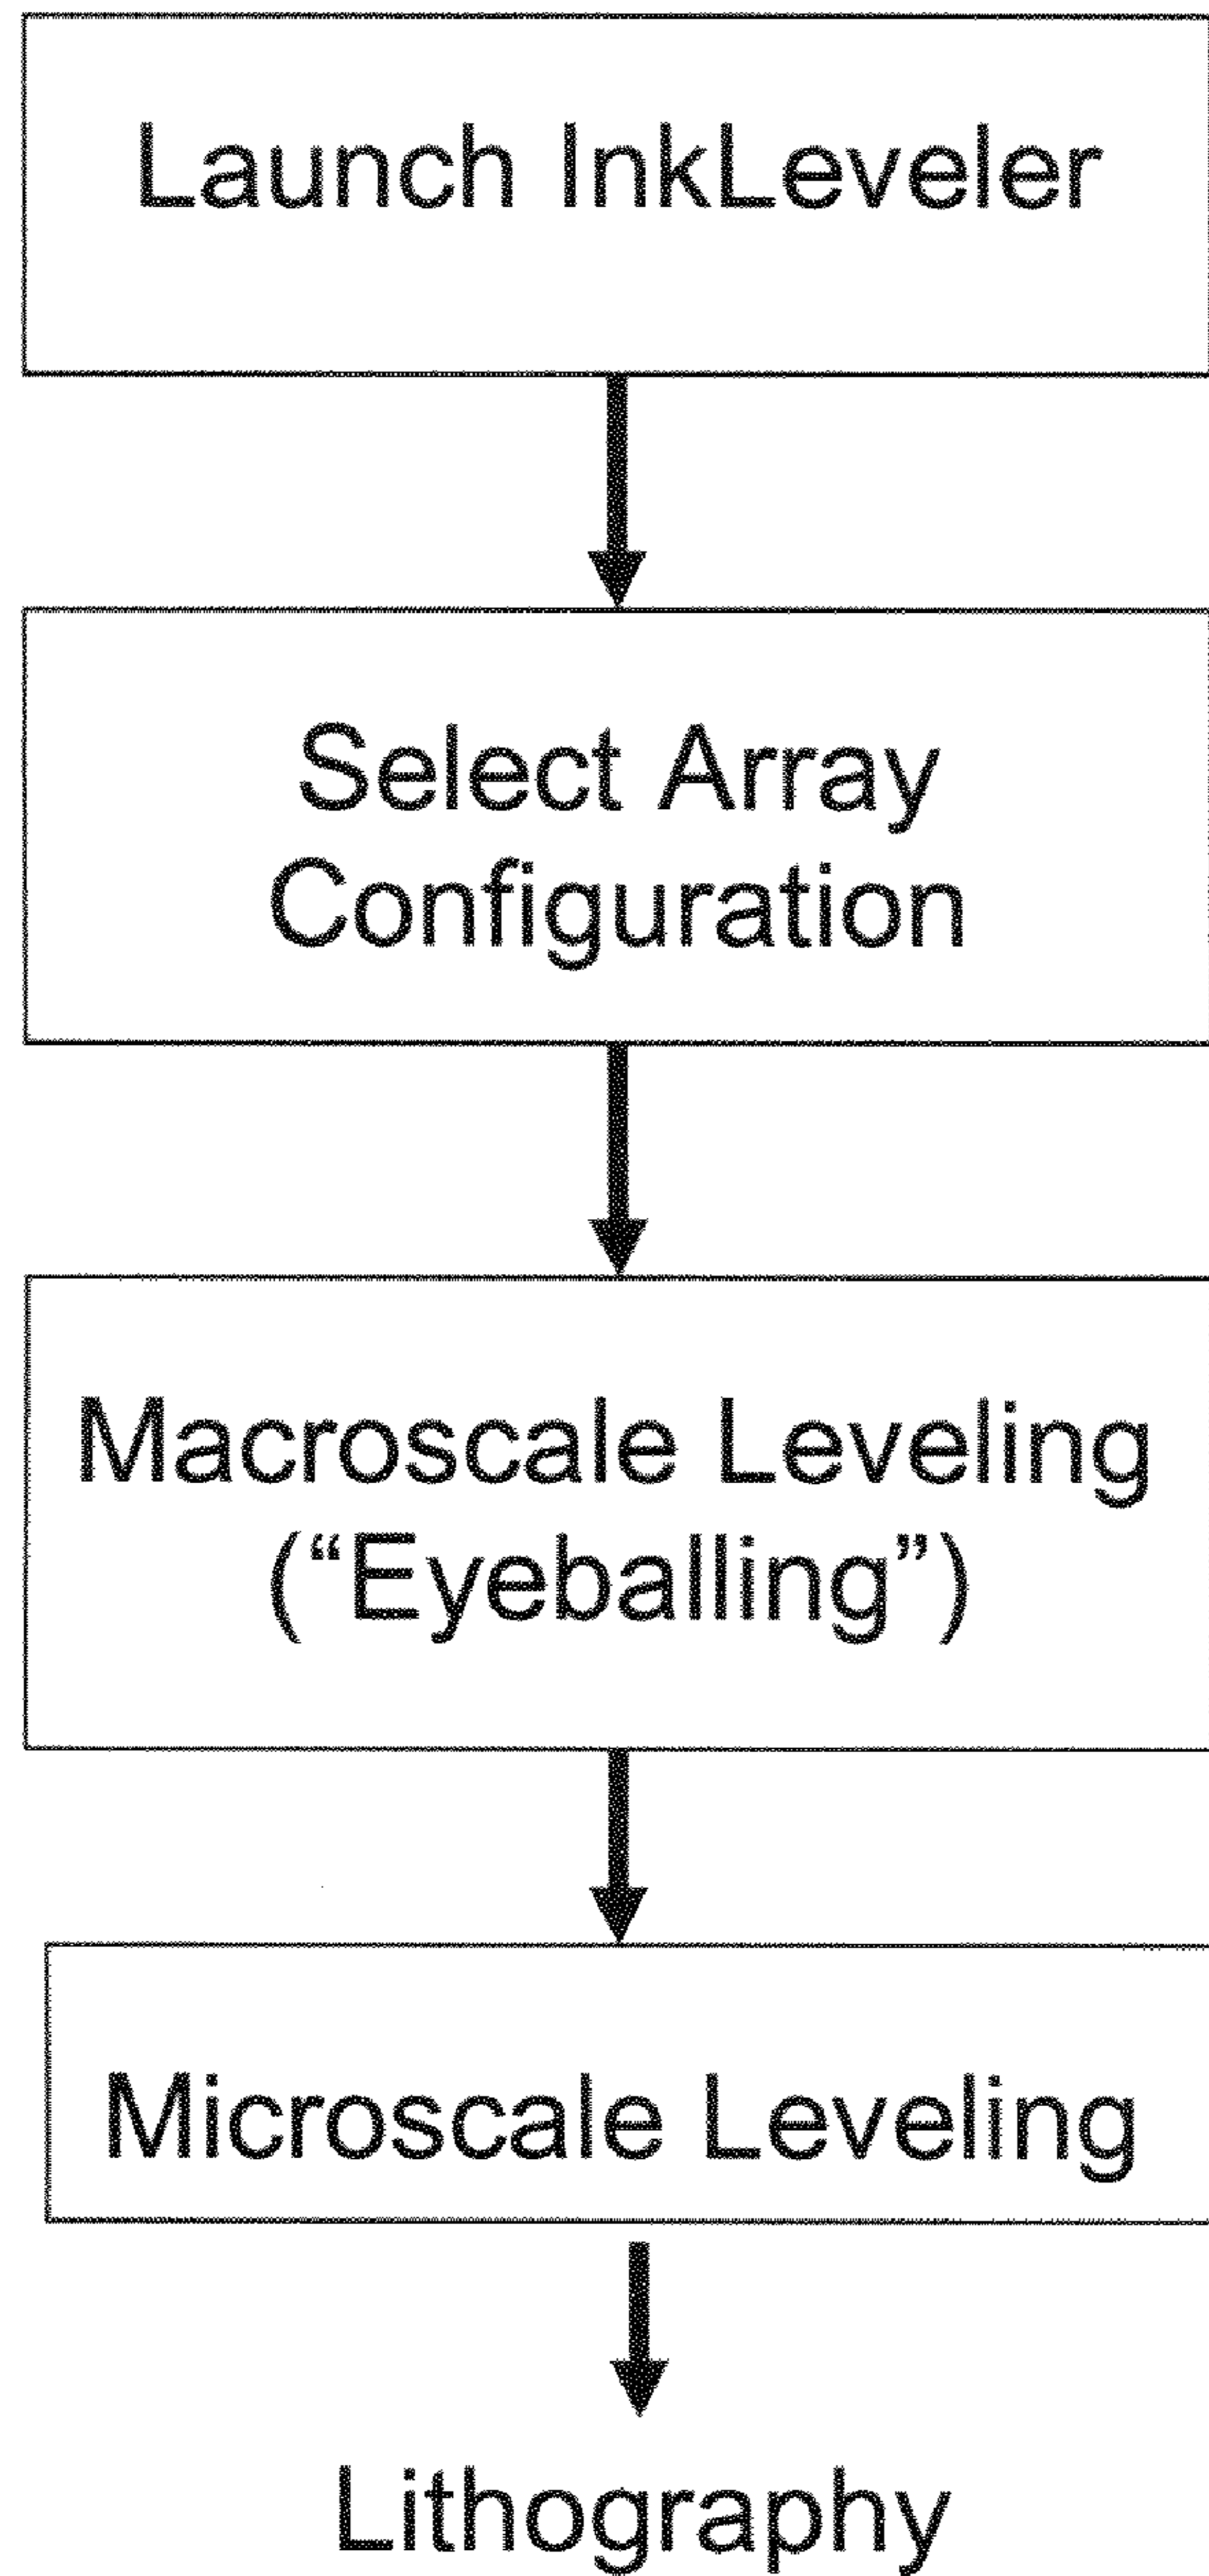 Launch InkLeveler
Select Array
Configuration
Macroscale Leveling
(“Eyeballing”)
Microscale Leveling
Lithography